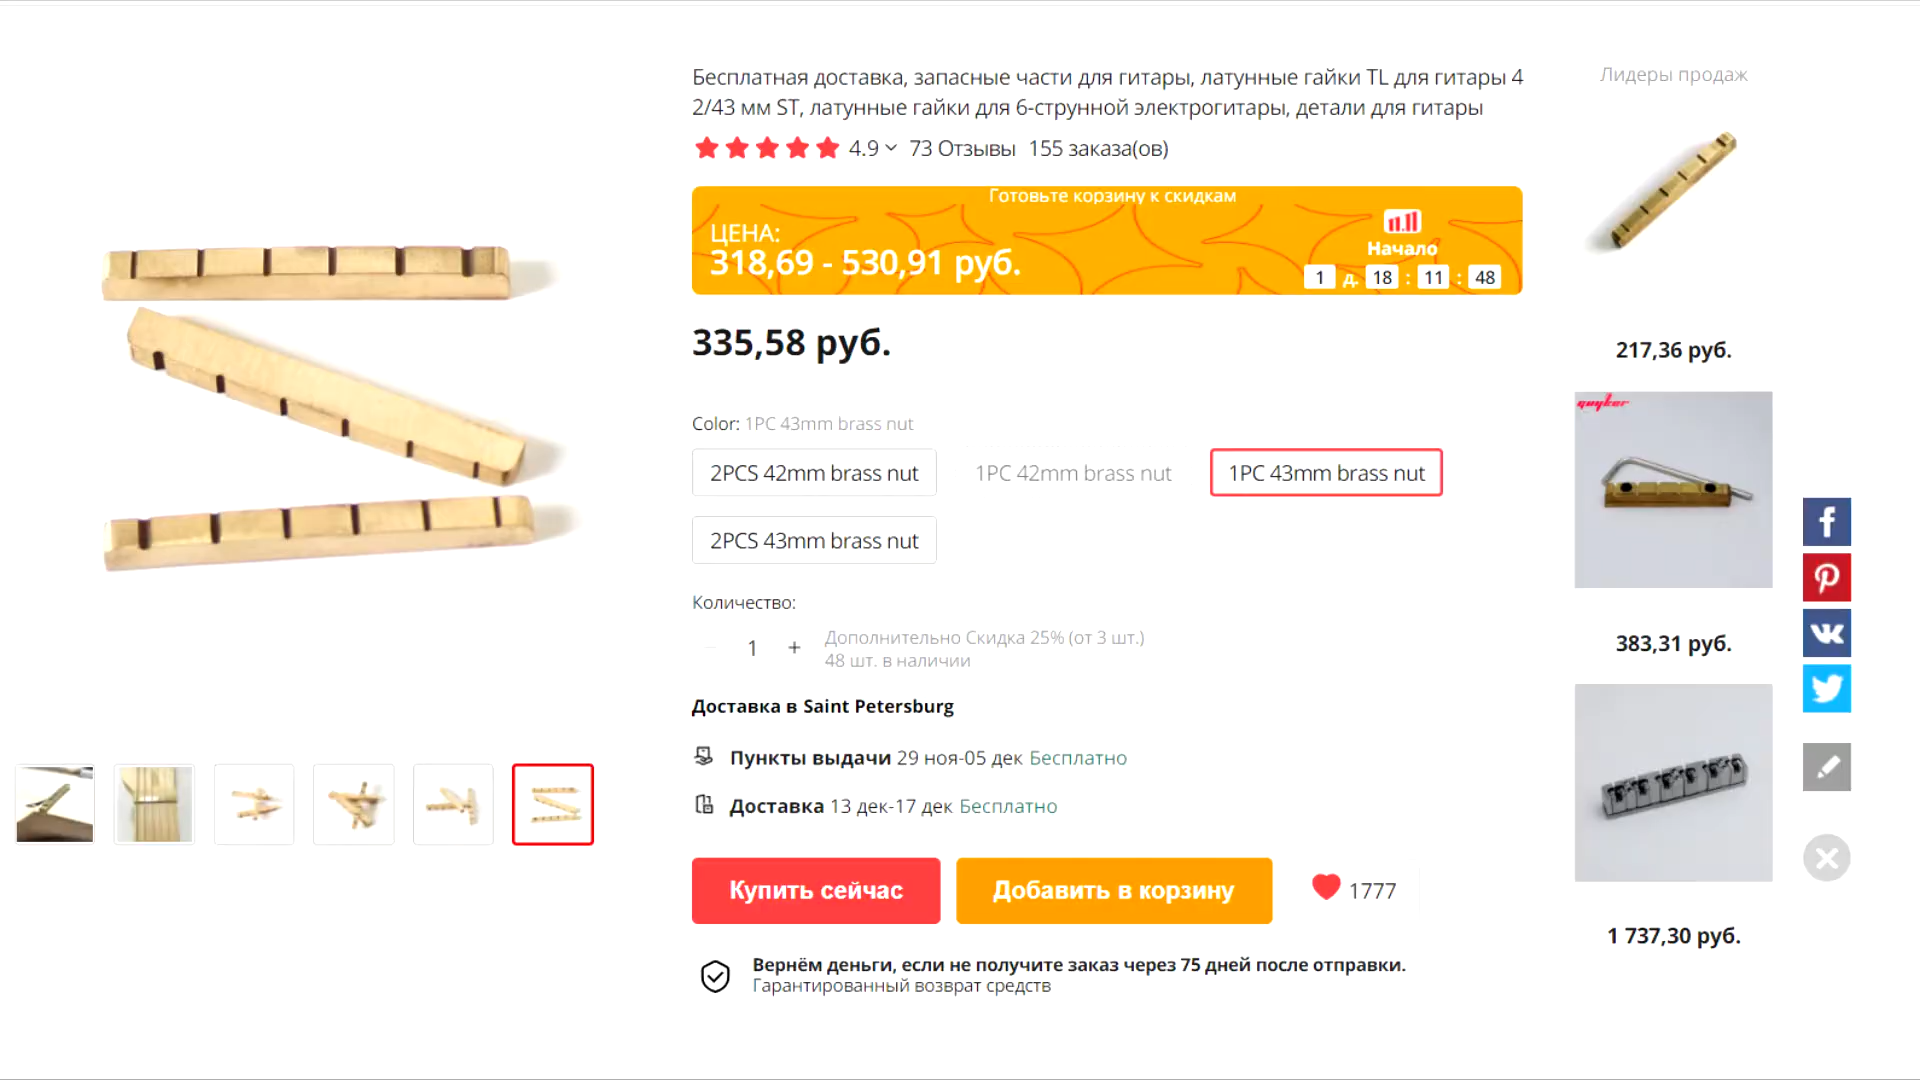 Бесплатная доставка, запасные части для гитары, латунные гайки TL для гитары 4
2/43 мм ST, латунные гайки для 6-струнной электрогитары, детали для гитары
4.9 73 Отзывы 155 заказа(ов)
Готовьте корзину к скидкам
ЦЕНА:
318,69 - 530,91 руб.
11.11
Начало
1 д. 18 : 11 : 48
335,58 руб.
Color: 1PC 43mm brass nut
2PCS 42mm brass nut
1PC 42mm brass nut
1PC 43mm brass nut
2PCS 43mm brass nut
Количество:
1 +
Дополнительно Скидка 25% (от 3 шт.)
48 шт. в наличии
Доставка в Saint Petersburg
Пункты выдачи 29 ноя-05 дек Бесплатно
Доставка 13 дек-17 дек Бесплатно
Купить сейчас
Добавить в корзину
1777
Вернём деньги, если не получите заказ через 75 дней после отправки.
Гарантированный возврат средств
Лидеры продаж
217,36 руб.
guyker
383,31 руб.
1 737,30 руб.